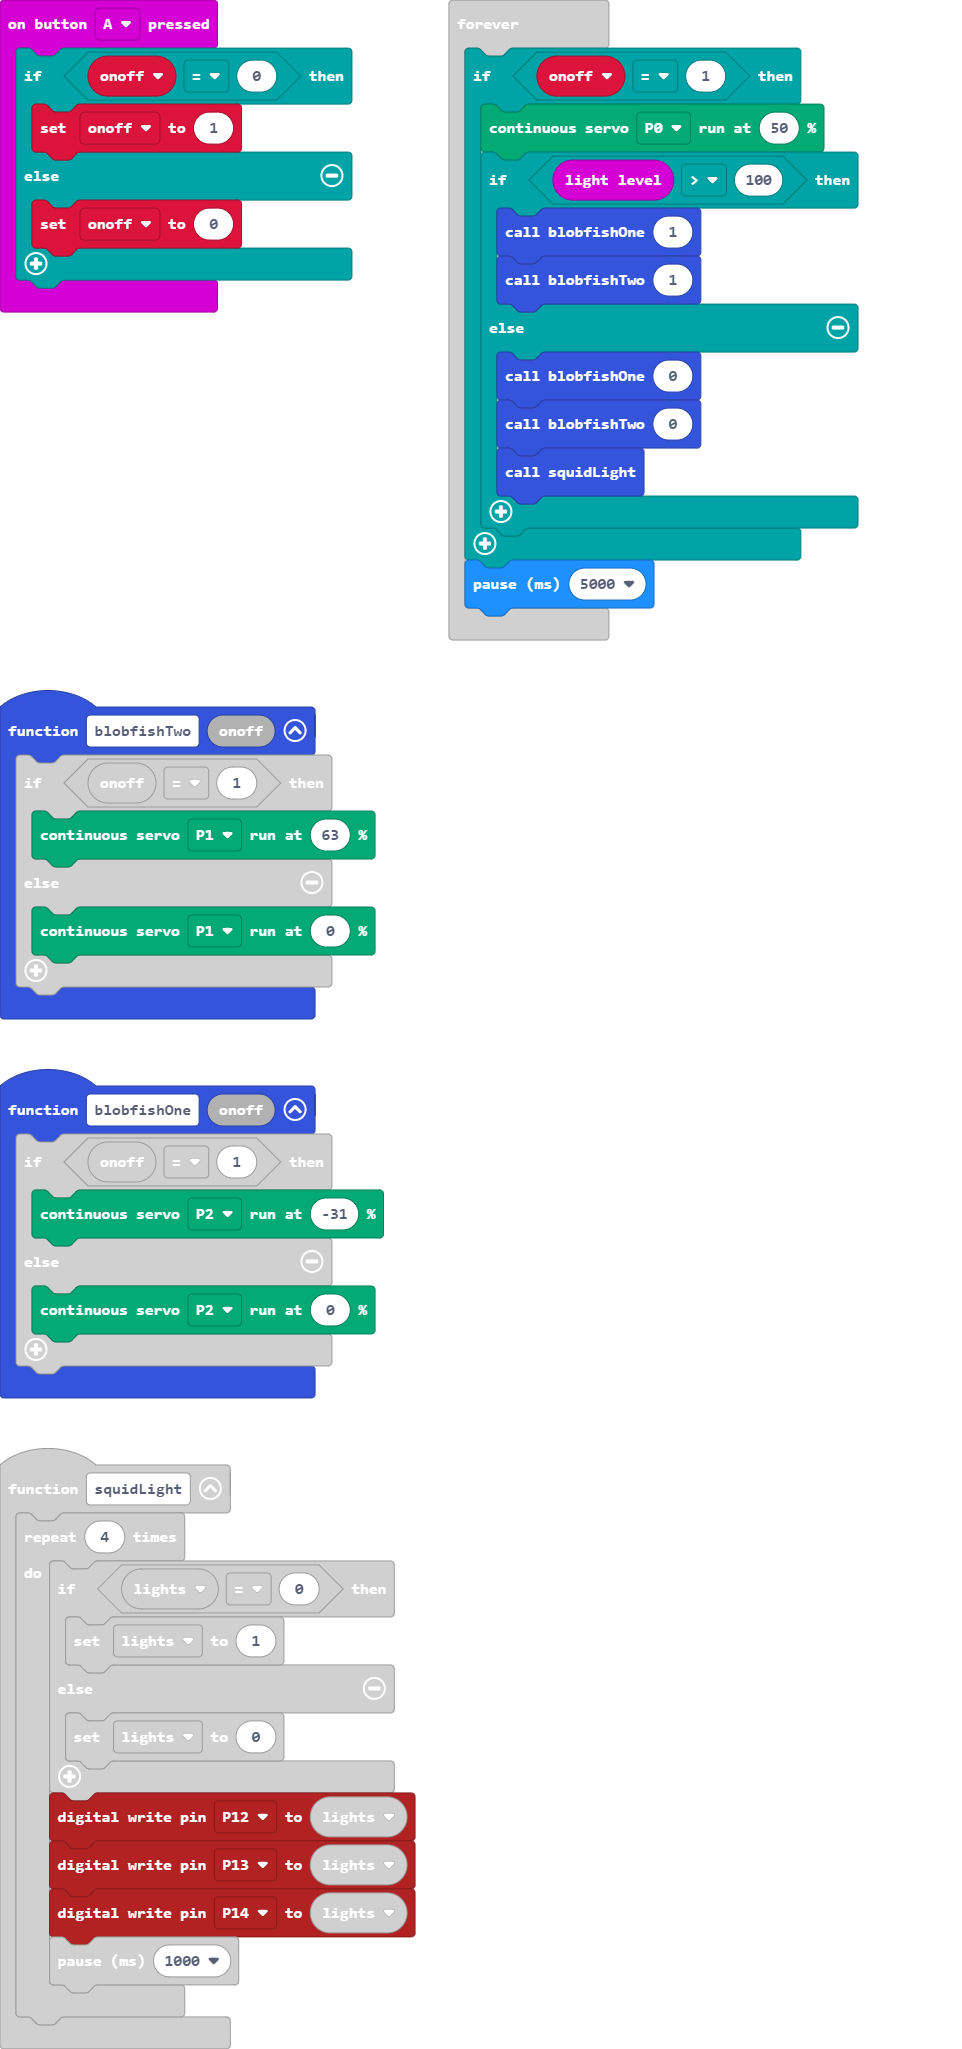 on button A pressed
if onoff = 0 then
set onoff to 1
else
set onoff to 0
forever
if onoff = 1 then
continuous servo P0 run at 50 %
if light level > 100 then
call blobfishOne 1
call blobfishTwo 1
else
call blobfishOne 0
call blobfishTwo 0
call squidLight
pause (ms) 5000
function blobfishTwo onoff
if onoff = 1 then
continuous servo P1 run at 63 %
else
continuous servo P1 run at 0 %
function blobfishOne onoff
if onoff = 1 then
continuous servo P2 run at -31 %
else
continuous servo P2 run at 0 %
function squidLight
repeat 4 times
do
if lights = 0 then
set lights to 1
else
set lights to 0
digital write pin P12 to lights
digital write pin P13 to lights
digital write pin P14 to lights
pause (ms) 1000